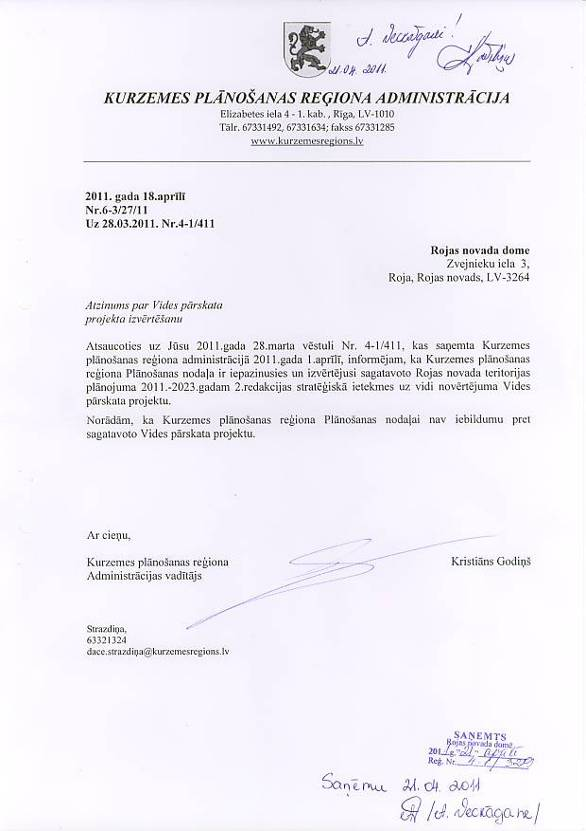 A. Veckāganei!
21.04.2011.
KURZEMES PLĀNOŠANAS REĢIONA ADMINISTRĀCIJA
Elizabetes iela 4 - 1. kab. , Rīga, LV-1010
Tālr. 67331492, 67331634; fakss 67331285
www.kurzemesregions.lv
2011. gada 18.aprīlī
Nr.6-3/27/11
Uz 28.03.2011. Nr.4-1/411
Rojas novada dome
Zvejnieku iela 3,
Roja, Rojas novads, LV-3264
Atzinums par Vides pārskata
projekta izvērtēšanu
Atsaucoties uz Jūsu 2011.gada 28.marta vēstuli Nr. 4-1/411, kas saņemta Kurzemes
plānošanas reģiona administrācijā 2011.gada 1.aprīlī, informējam, ka Kurzemes plānošanas
reģiona Plānošanas nodaļa ir iepazinusies un izvērtējusi sagatavoto Rojas novada teritorijas
plānojuma 2011.-2023.gadam 2.redakcijas stratēģiskā ietekmes uz vidi novērtējuma Vides
pārskata projektu.
Norādām, ka Kurzemes plānošanas reģiona Plānošanas nodaļai nav iebildumu pret
sagatavoto Vides pārskata projektu.
Ar cieņu,
Kurzemes plānošanas reģiona
Administrācijas vadītājs
Kristiāns Godiņš
Strazdiņa,
63321324
dace.strazdiņa@kurzemesregions.lv
SAŅEMTS
Rojas novada domē
2011.g. 21. aprīlī
Reģ. Nr.
Saņēmu 21.04.2011
/A. Veckāgane/